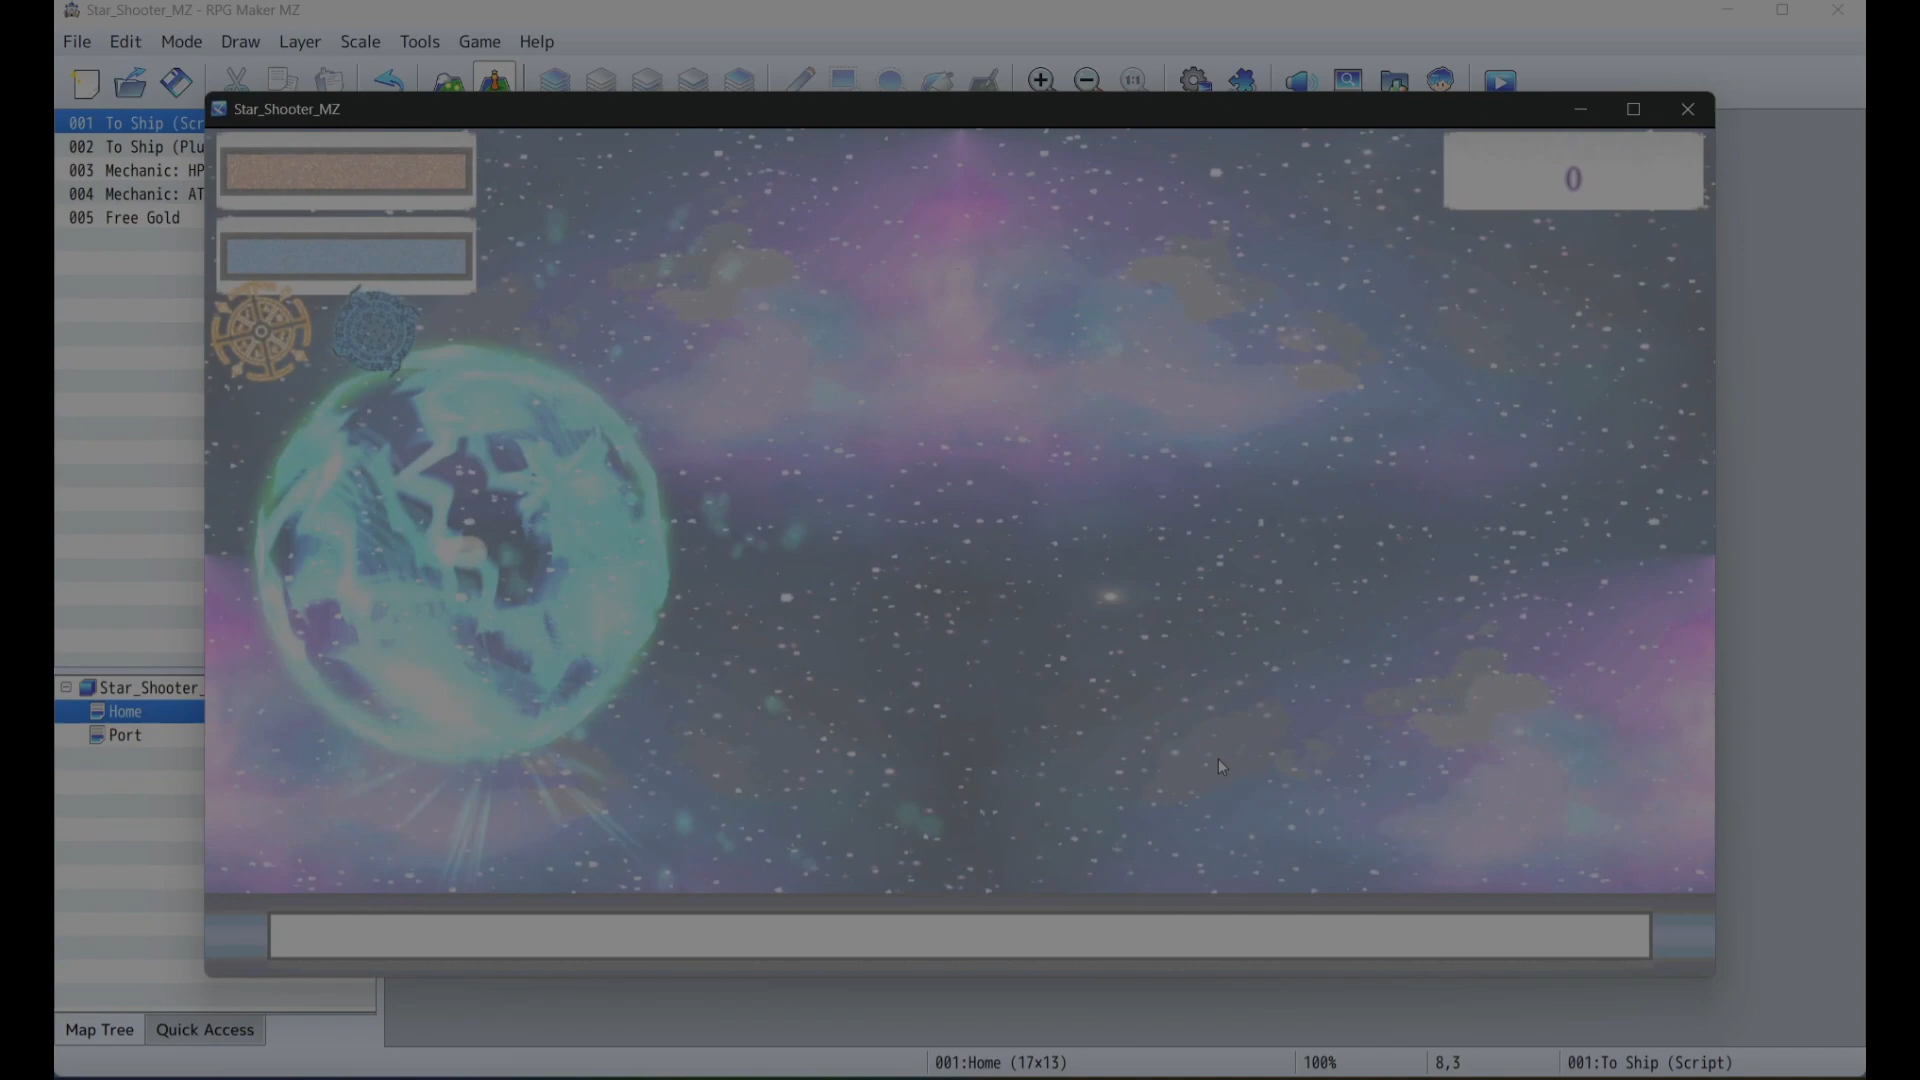 Star_Shooter_MZ - RPG Maker MZ
File Edit Mode Draw Layer Scale Tools Game Help
1:1
Star_Shooter_MZ
001 To Ship (Scr
002 To Ship (Plu
003 Mechanic: HP
004 Mechanic: AT
005 Free Gold
0
Star_Shooter_
Home
Port
Map Tree Quick Access
001:Home (17x13) 100% 8,3 001:To Ship (Script)